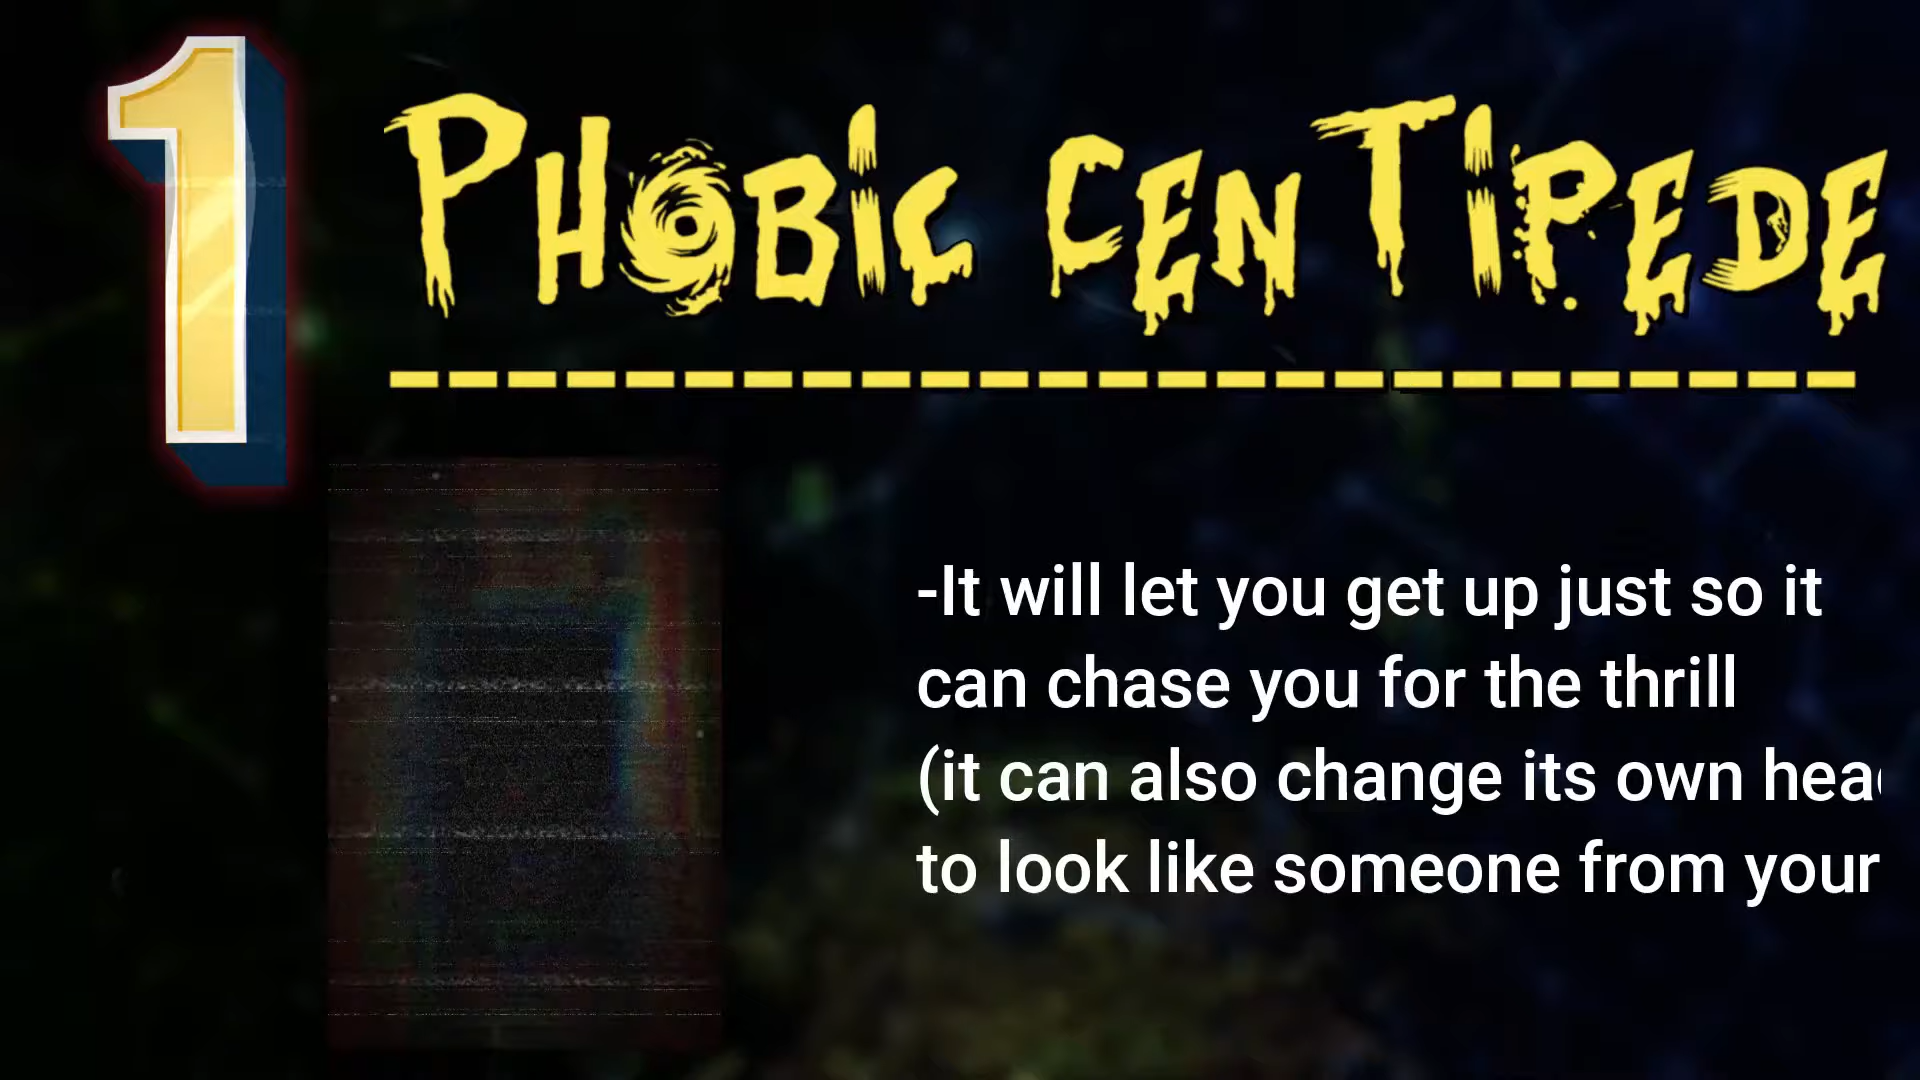 1
PHOBIC CENTIPEDE
-It will let you get up just so it
can chase you for the thrill
(it can also change its own hea
to look like someone from your